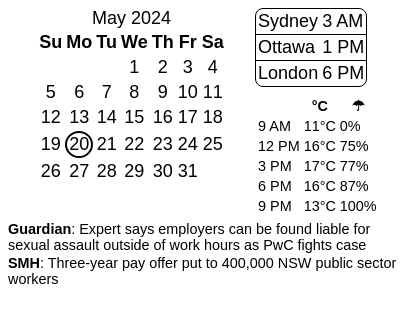 May 2024
Su Mo Tu We Th Fr Sa
1 2 3 4
5 6 7 8 9 10 11
12 13 14 15 16 17 18
19 20 21 22 23 24 25
26 27 28 29 30 31
Sydney 3 AM
Ottawa 1 PM
London 6 PM
°C ☂
9 AM 11°C 0%
12 PM 16°C 75%
3 PM 17°C 77%
6 PM 16°C 87%
9 PM 13°C 100%
Guardian: Expert says employers can be found liable for
sexual assault outside of work hours as PwC fights case
SMH: Three-year pay offer put to 400,000 NSW public sector
workers